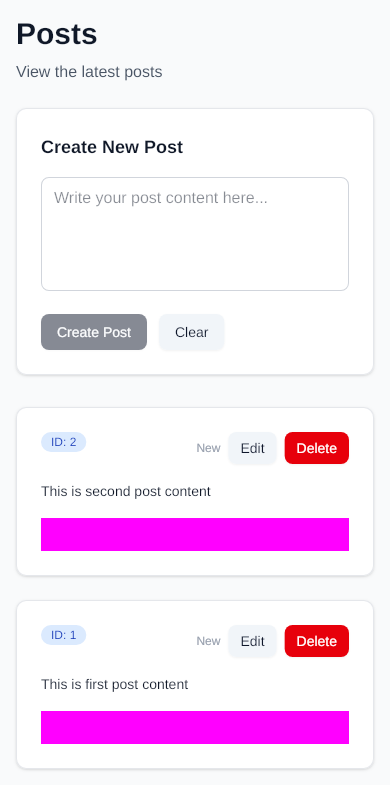 Posts
View the latest posts
Create New Post
Write your post content here...
Create Post Clear
ID: 2 New Edit Delete
This is second post content
ID: 1 New Edit Delete
This is first post content